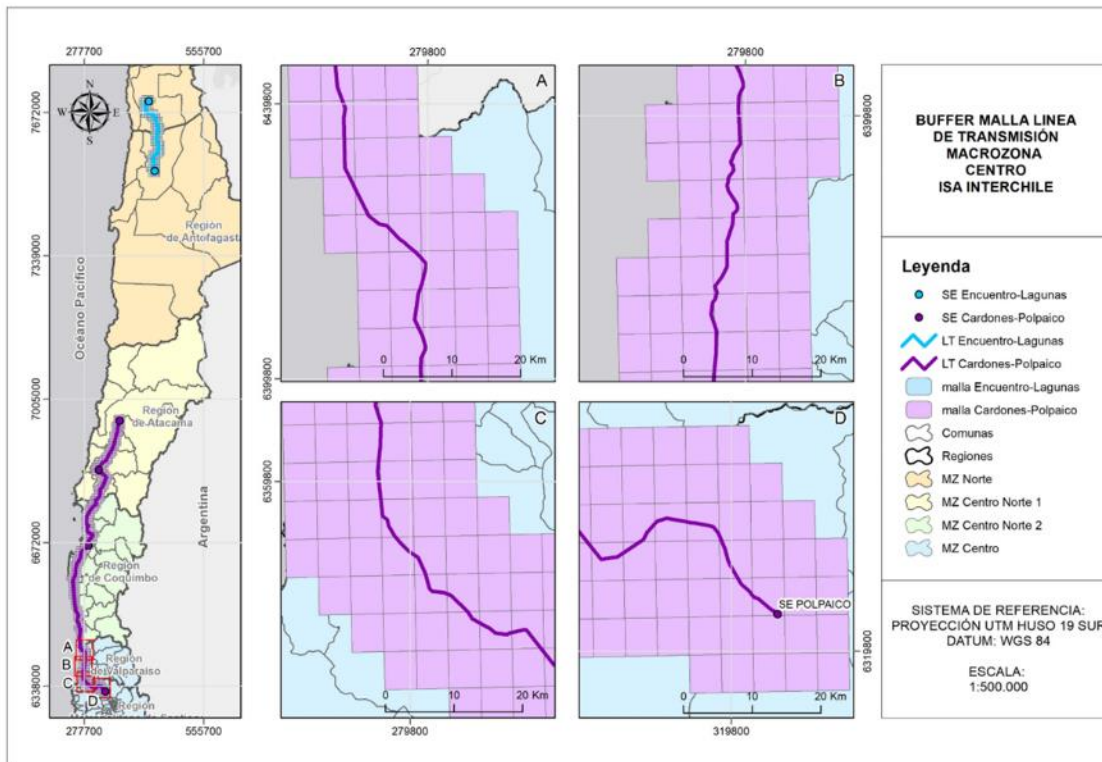 277700 555700
N
W E
S
7672000
7339000
7005000
6672000
6338000
Océano Pacífico
Argentina
Región
de Antofagasta
Región
de Atacama
Región
de Coquimbo
Región
de Valparaíso
Región
A
B
C
D
277700 555700
279800
A
6439800
6399800
0 10 20 Km
279800
B
6399800
0 10 20 Km
C
6359800
0 10 20 Km
279800
D
SE POLPAICO
6319800
0 10 20 Km
319800
BUFFER MALLA LINEA
DE TRANSMISIÓN
MACROZONA
CENTRO
ISA INTERCHILE
Leyenda
SE Encuentro-Lagunas
SE Cardones-Polpaico
LT Encuentro-Lagunas
LT Cardones-Polpaico
malla Encuentro-Lagunas
malla Cardones-Polpaico
Comunas
Regiones
MZ Norte
MZ Centro Norte 1
MZ Centro Norte 2
MZ Centro
SISTEMA DE REFERENCIA:
PROYECCIÓN UTM HUSO 19 SUR
DATUM: WGS 84
ESCALA:
1:500.000